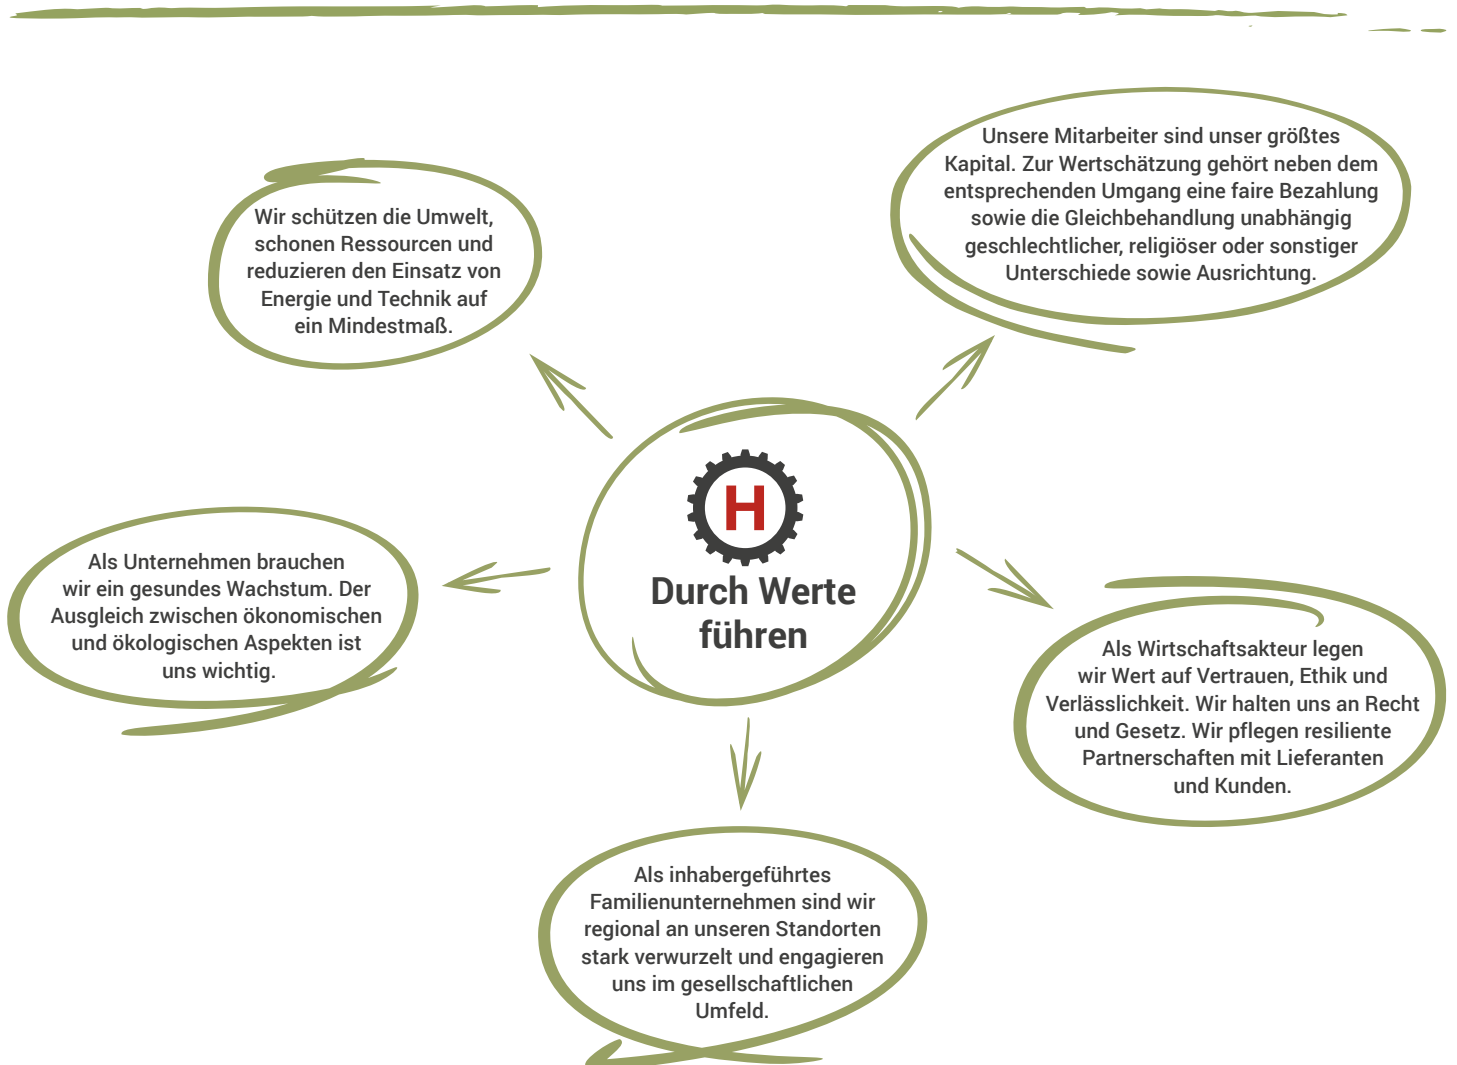 Wir schützen die Umwelt,
schonen Ressourcen und
reduzieren den Einsatz von
Energie und Technik auf
ein Mindestmaß.
Unsere Mitarbeiter sind unser größtes
Kapital. Zur Wertschätzung gehört neben dem
entsprechenden Umgang eine faire Bezahlung
sowie die Gleichbehandlung unabhängig
geschlechtlicher, religiöser oder sonstiger
Unterschiede sowie Ausrichtung.
H
Durch Werte
führen
Als Unternehmen brauchen
wir ein gesundes Wachstum. Der
Ausgleich zwischen ökonomischen
und ökologischen Aspekten ist
uns wichtig.
Als Wirtschaftsakteur legen
wir Wert auf Vertrauen, Ethik und
Verlässlichkeit. Wir halten uns an Recht
und Gesetz. Wir pflegen resiliente
Partnerschaften mit Lieferanten
und Kunden.
Als inhabergeführtes
Familienunternehmen sind wir
regional an unseren Standorten
stark verwurzelt und engagieren
uns im gesellschaftlichen
Umfeld.